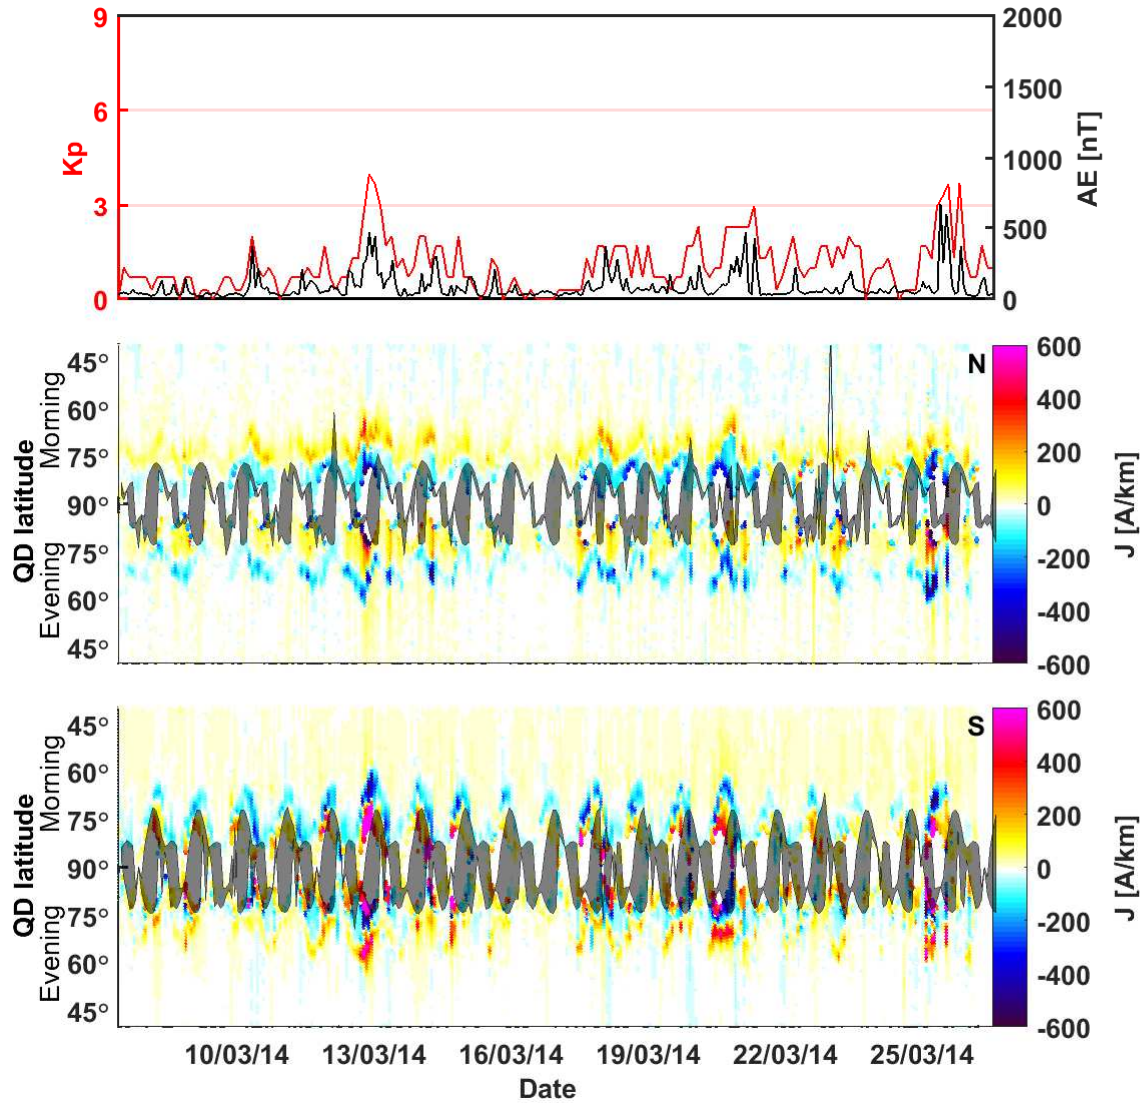 9
6
3
0
Kp
2000
1500
1000
500
0
AE [nT]
N
45°
60°
75°
90°
75°
60°
45°
Morning
QD latitude
Evening
600
400
200
0
-200
-400
-600
J [A/km]
S
45°
60°
75°
90°
75°
60°
45°
Morning
QD latitude
Evening
600
400
200
0
-200
-400
-600
J [A/km]
10/03/14 13/03/14 16/03/14 19/03/14 22/03/14 25/03/14
Date